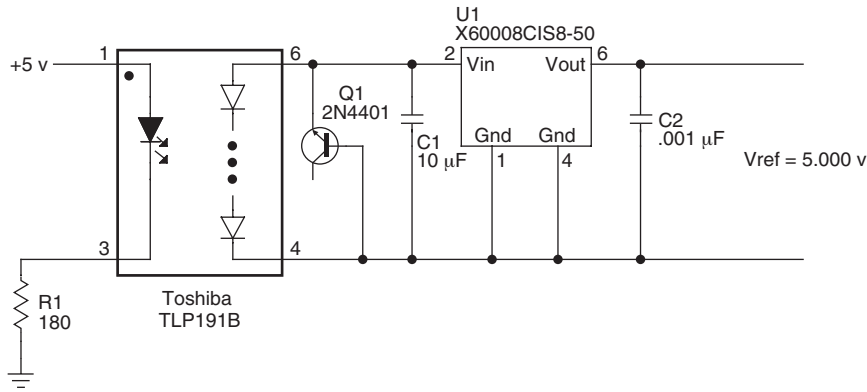 U1
X60008CIS8-50
1
6
2
6
+5 v
Vin
Vout
Q1
2N4401
C1
10 µF
Gnd
Gnd
1
4
C2
.001 µF
Vref = 5.000 v
3
4
R1
180
Toshiba
TLP191B